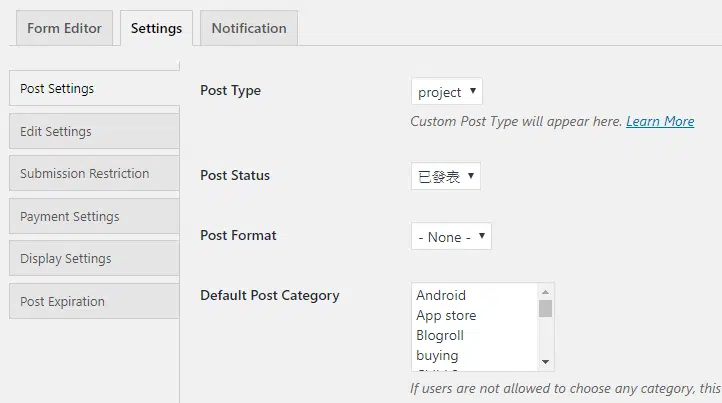 Form Editor Settings Notification
Post Settings
Edit Settings
Submission Restriction
Payment Settings
Display Settings
Post Expiration
Post Type project
Custom Post Type will appear here. Learn More
Post Status 已發表
Post Format - None -
Default Post Category Android
App store
Blogroll
buying
If users are not allowed to choose any category, this